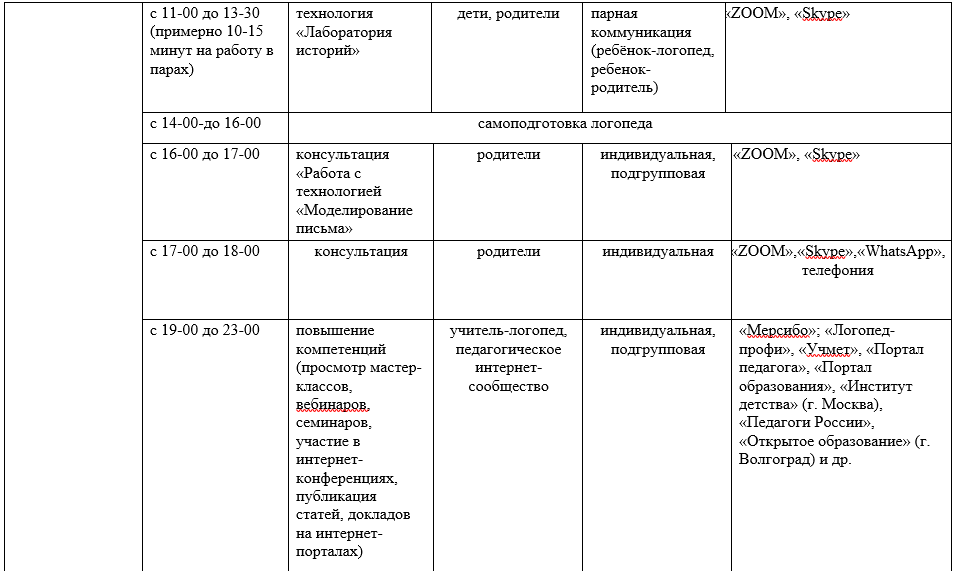 с 11-00 до 13-30
(примерно 10-15
минут на работу в
парах)
технология
«Лаборатория
историй»
дети, родители
парная
коммуникация
(ребёнок-логопед,
ребенок-
родитель)
«ZOOM», «Skype»
с 14-00-до 16-00
самоподготовка логопеда
с 16-00 до 17-00
консультация
«Работа с
технологией
«Моделирование
письма»
родители
индивидуальная,
подгрупповая
«ZOOM», «Skype»
с 17-00 до 18-00
консультация
родители
индивидуальная
«ZOOM»,«Skype»,«WhatsApp»,
телефония
с 19-00 до 23-00
повышение
компетенций
(просмотр мастер-
классов,
вебинаров,
семинаров,
участие в
интернет-
конференциях,
публикация
статей, докладов
на интернет-
порталах)
учитель-логопед,
педагогическое
интернет-
сообщество
индивидуальная,
подгрупповая
«Мерсибо»; «Логопед-
профи», «Учмет», «Портал
педагога», «Портал
образования», «Институт
детства» (г. Москва),
«Педагоги России»,
«Открытое образование» (г.
Волгоград) и др.